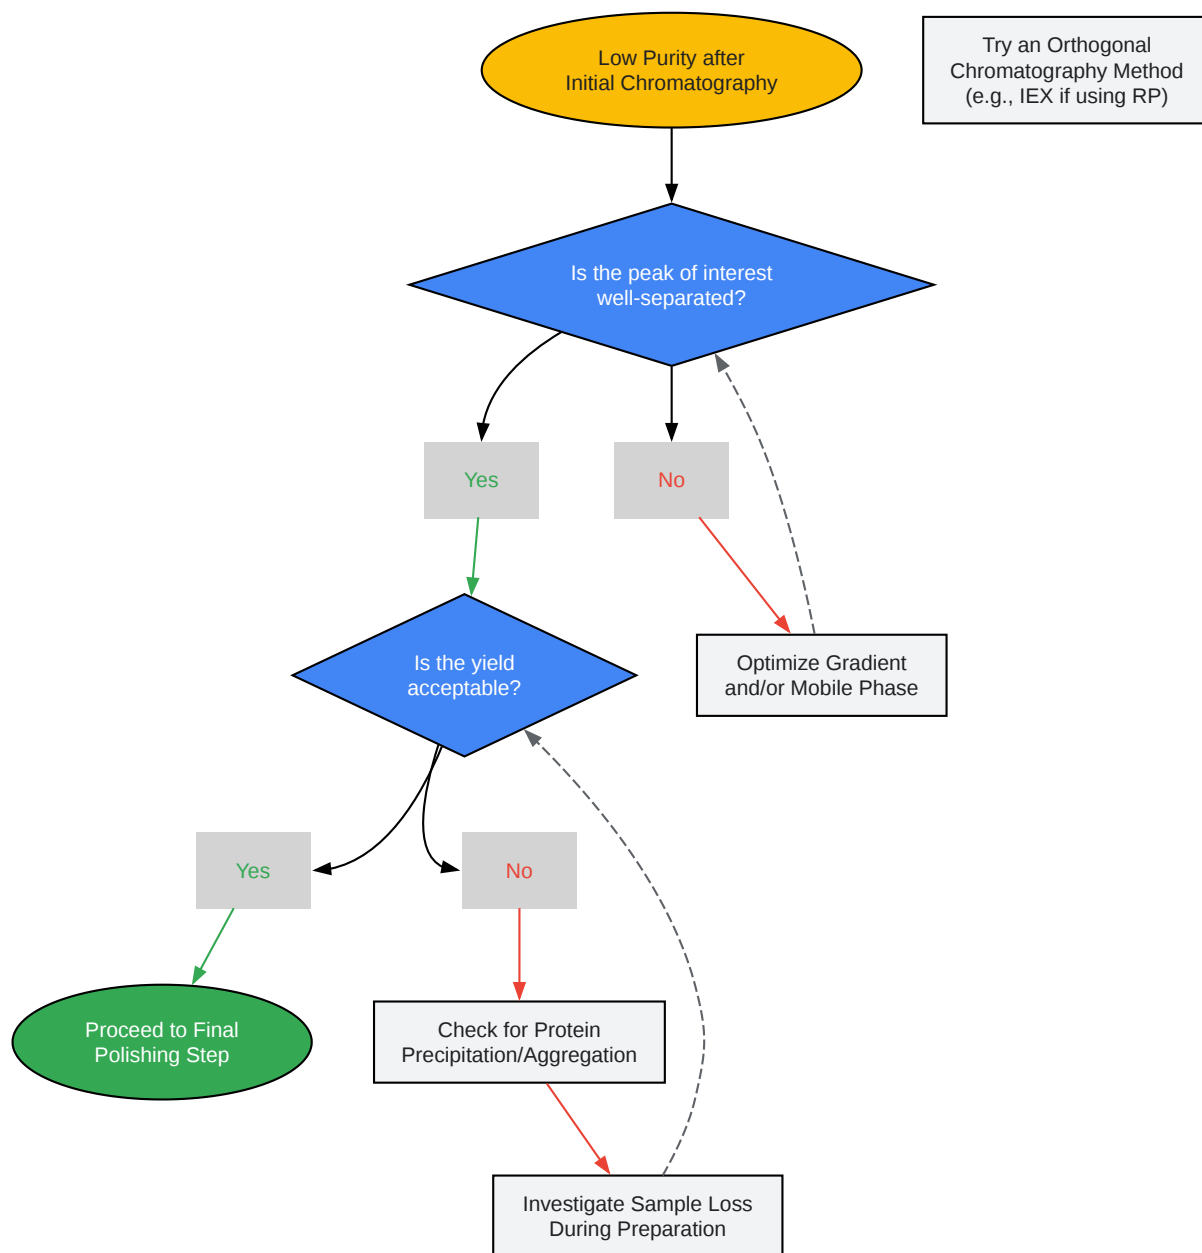 Low Purity after
Initial Chromatography
Try an Orthogonal
Chromatography Method
(e.g., IEX if using RP)
Is the peak of interest
well-separated?
Yes
No
Is the yield
acceptable?
Optimize Gradient
and/or Mobile Phase
Yes
No
Proceed to Final
Polishing Step
Check for Protein
Precipitation/Aggregation
Investigate Sample Loss
During Preparation